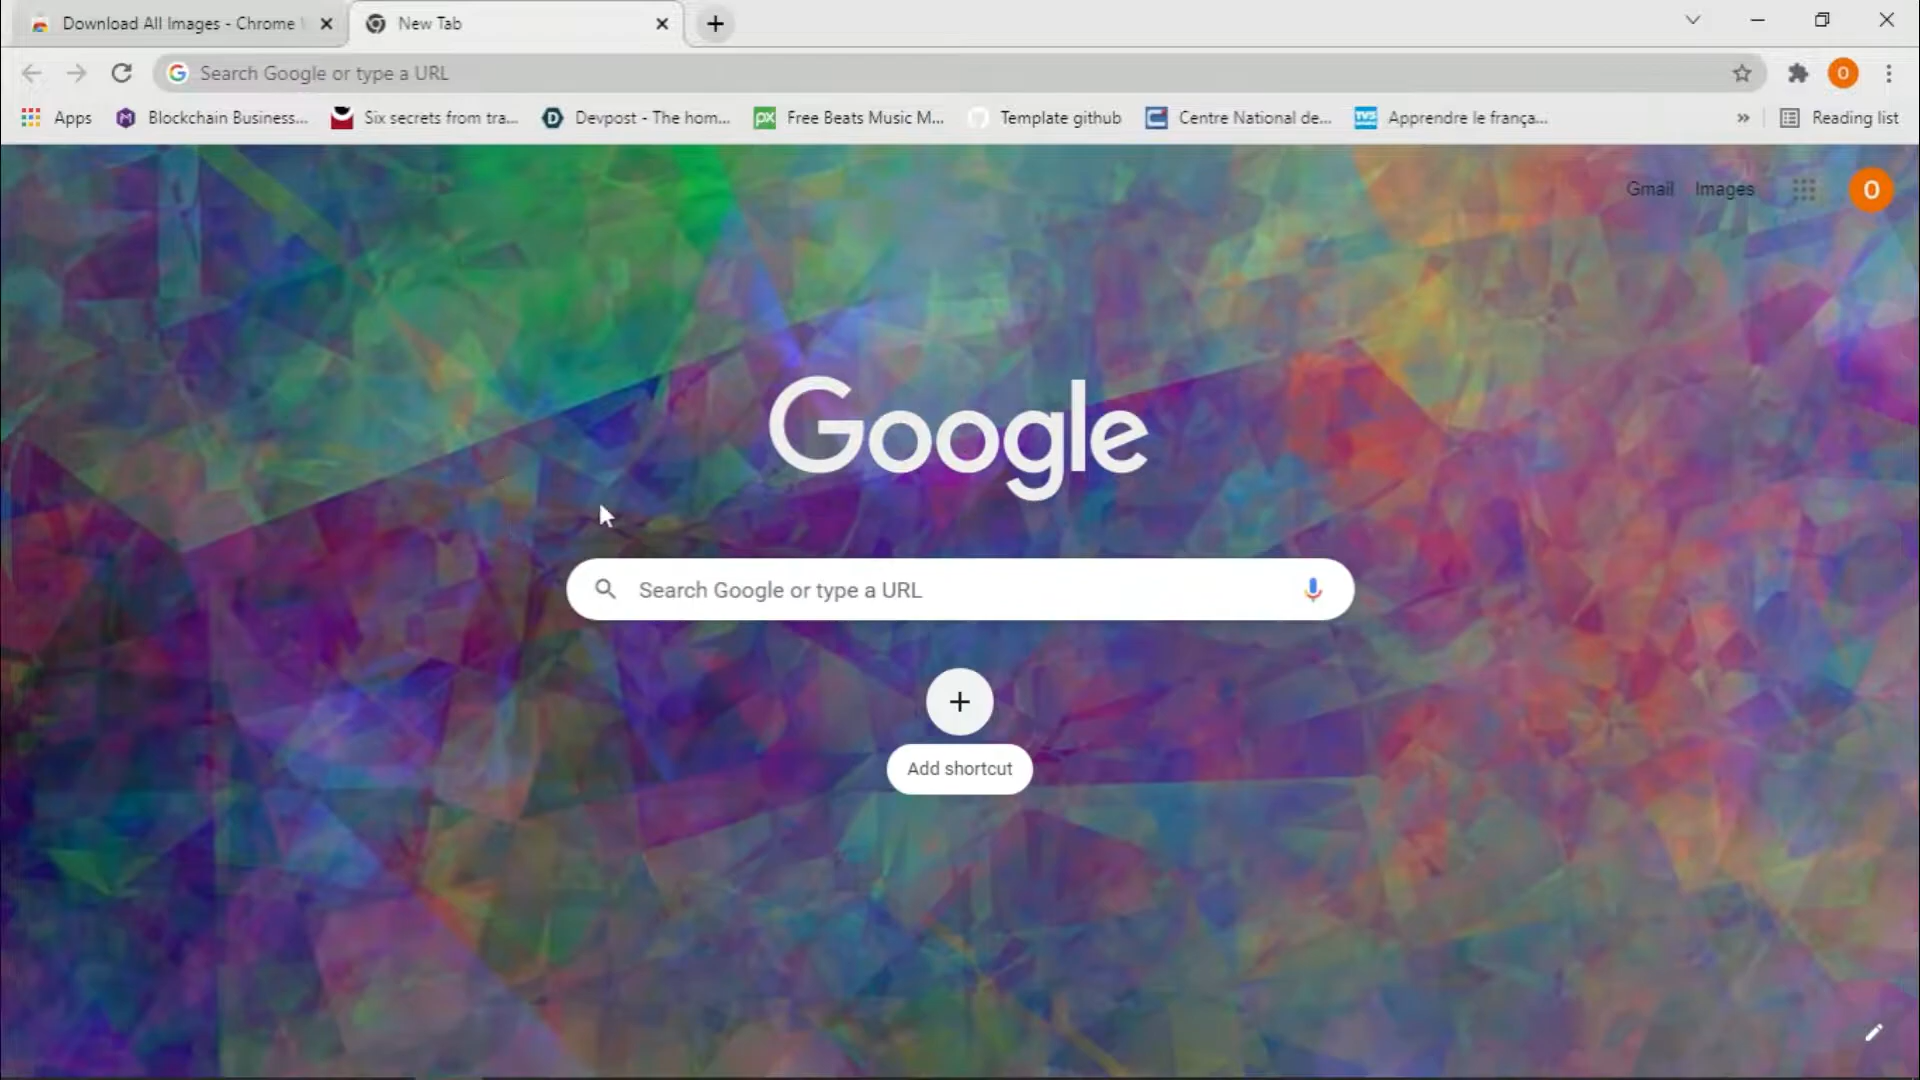 Download All Images - Chrome
New Tab
Search Google or type a URL
O
Apps
Blockchain Business...
Six secrets from tra...
D
Devpost - The hom...
px
Free Beats Music M...
Template github
Centre National de...
TV5
Apprendre le frança...
»
Reading list
Gmail
Images
O
Google
Search Google or type a URL
Add shortcut